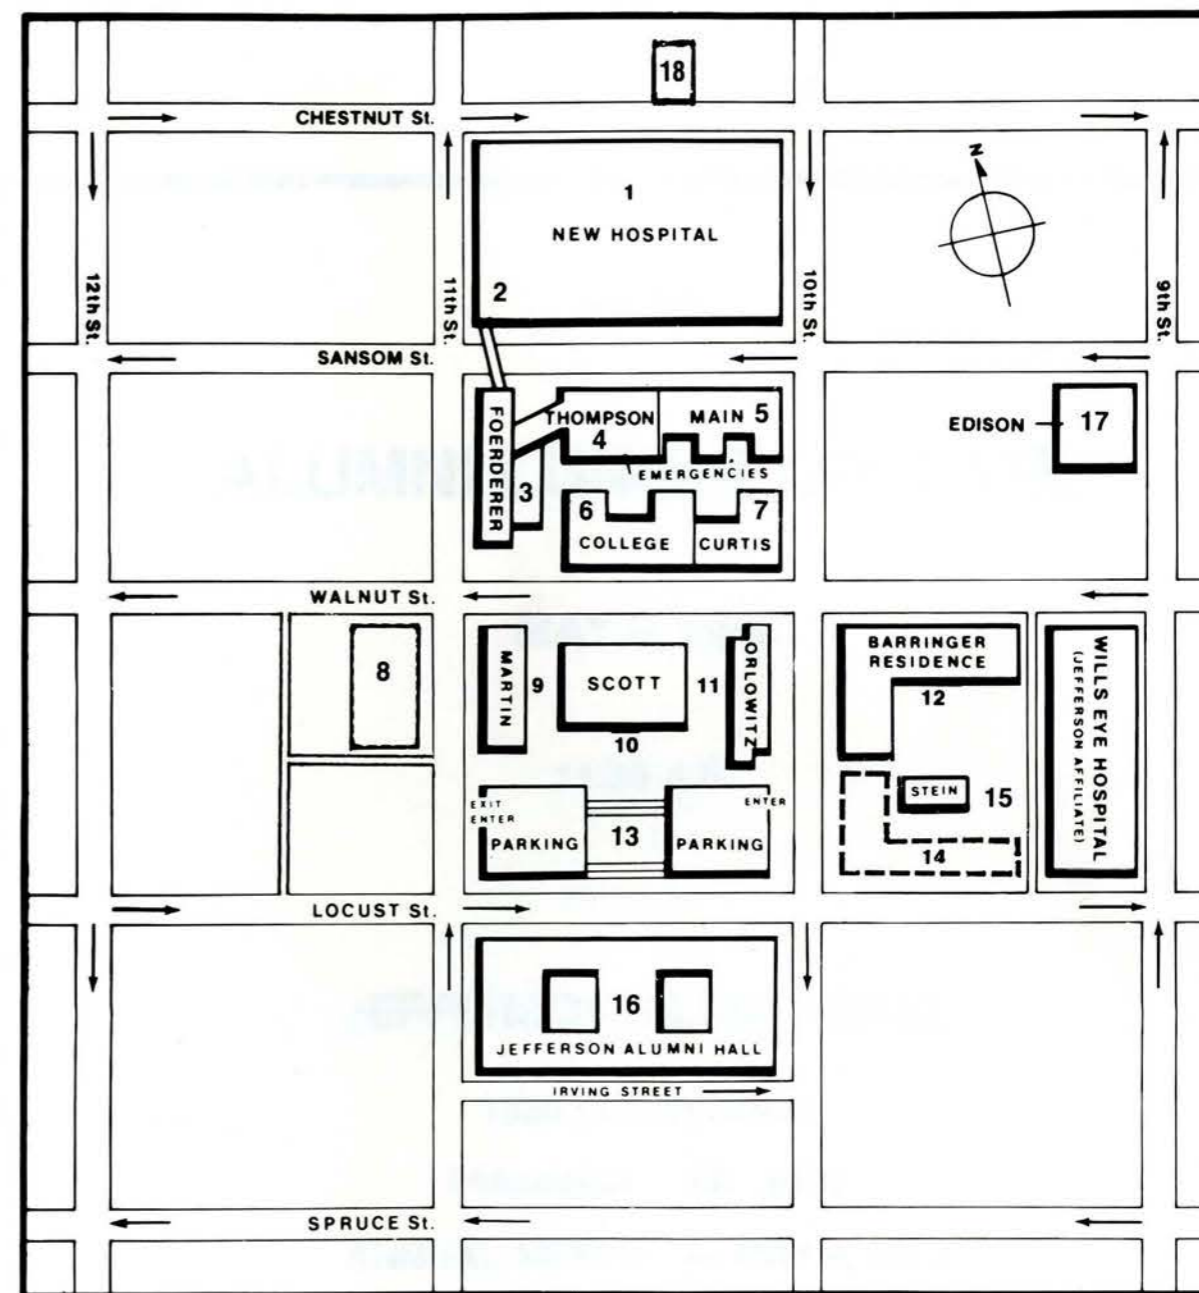 18
CHESTNUT St.
N
1
NEW HOSPITAL
2
12th St.
11th St.
10th St.
9th St.
SANSOM St.
FOERDERER
THOMPSON
4
MAIN 5
EMERGENCIES
3
6
COLLEGE
7
CURTIS
EDISON
17
WALNUT St.
8
MARTIN
9
SCOTT
10
11
ORLOWITZ
BARRINGER
RESIDENCE
12
WILLS EYE HOSPITAL
(JEFFERSON AFFILIATE)
STEIN
15
14
EXIT
ENTER
PARKING
13
ENTER
PARKING
LOCUST St.
16
JEFFERSON ALUMNI HALL
IRVING STREET
SPRUCE St.